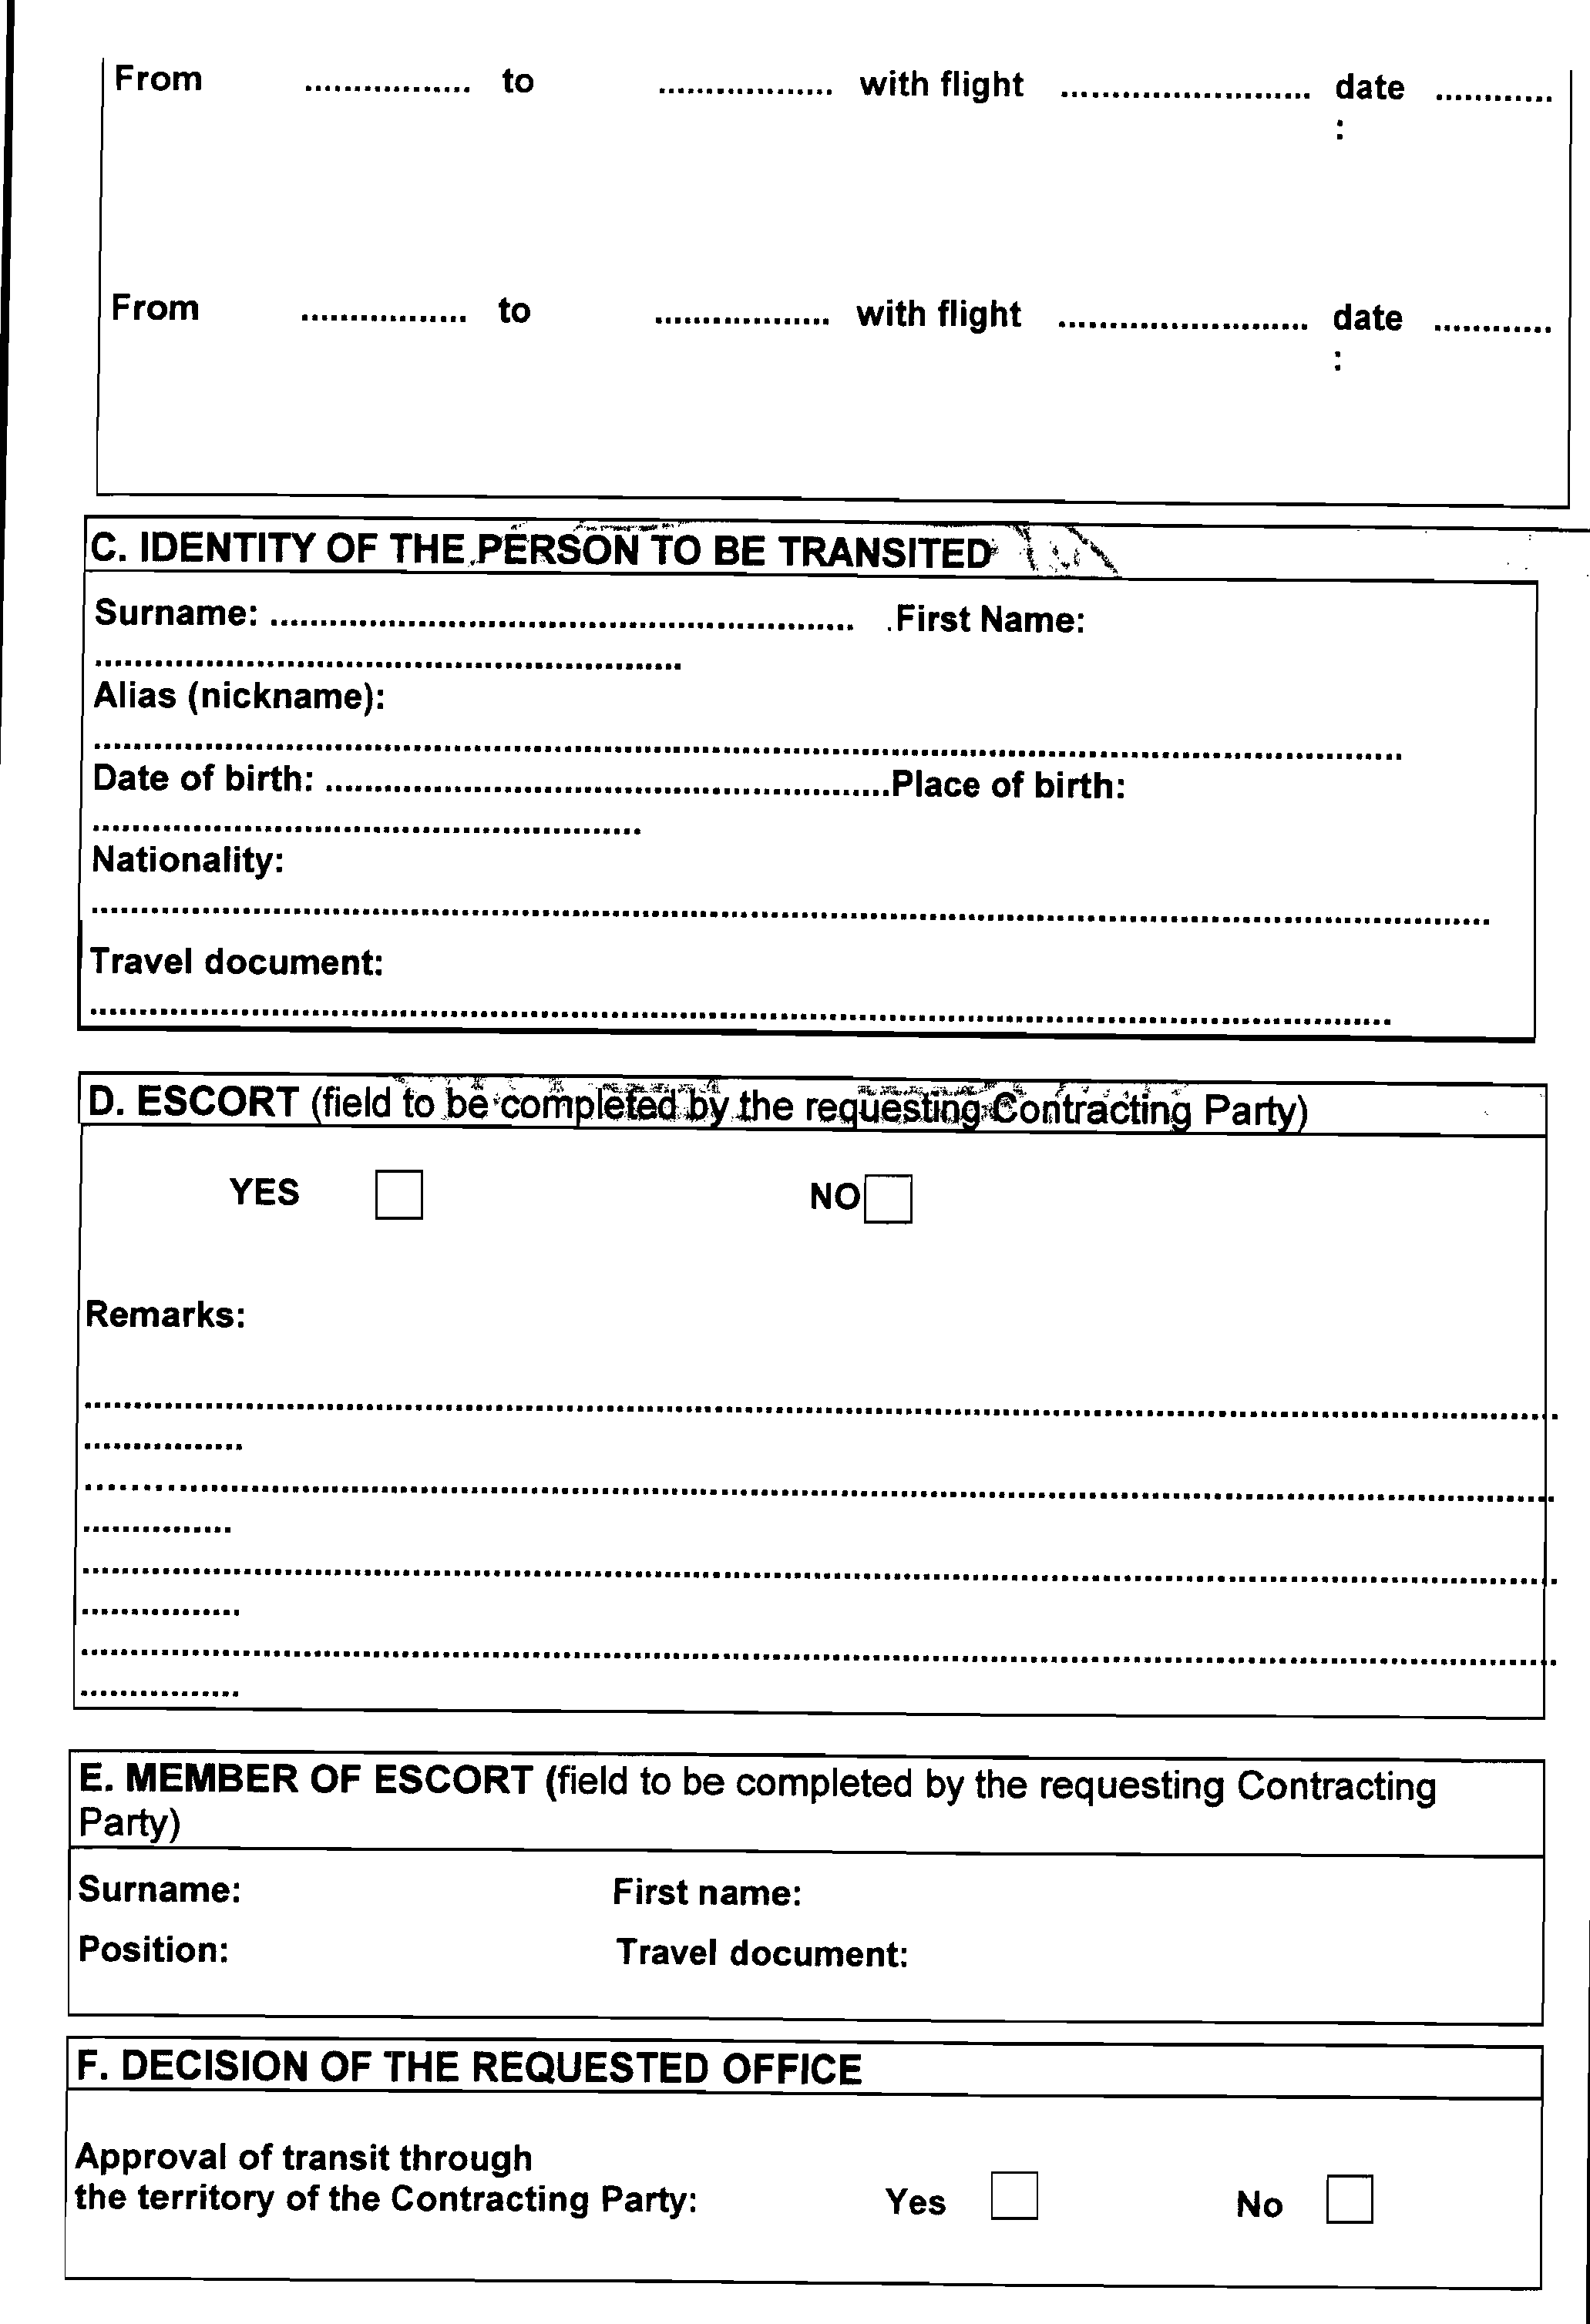 From ................ to ................. with flight ........................ date ............
:
From ................ to ................. with flight ........................ date ............
:
C. IDENTITY OF THE PERSON TO BE TRANSITED
Surname: ......................................................... .First Name:
.........................................................
Alias (nickname):
................................................................................................................................
Date of birth: .......................................................Place of birth:
.....................................................
Nationality:
.........................................................................................................................................
Travel document:
...............................................................................................................................
D. ESCORT (field to be completed by the requesting Contracting Party)
YES NO
Remarks:
................................................................................................................................................
................
................................................................................................................................................
...............
................................................................................................................................................
................
................................................................................................................................................
................
E. MEMBER OF ESCORT (field to be completed by the requesting Contracting
Party)
Surname: First name:
Position: Travel document:
F. DECISION OF THE REQUESTED OFFICE
Approval of transit through
the territory of the Contracting Party: Yes No